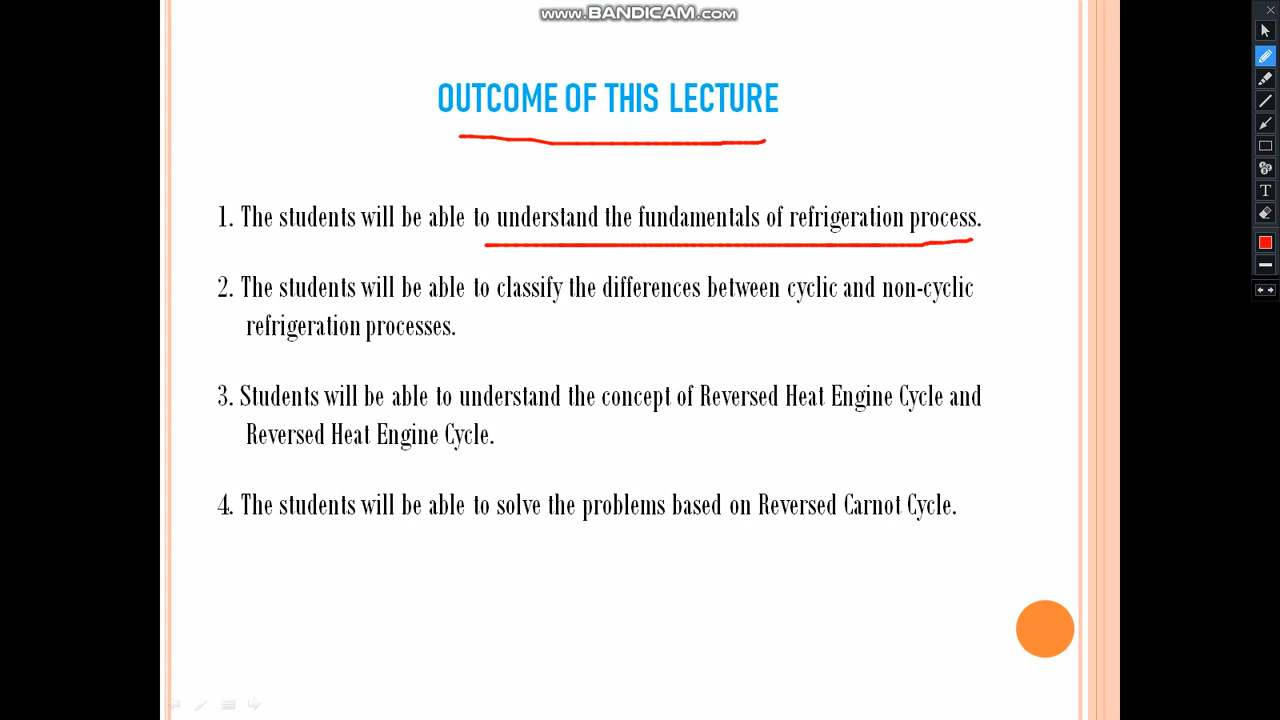 www.BANDICAM.com
OUTCOME OF THIS LECTURE
1. The students will be able to understand the fundamentals of refrigeration process.
2. The students will be able to classify the differences between cyclic and non-cyclic
refrigeration processes.
3. Students will be able to understand the concept of Reversed Heat Engine Cycle and
Reversed Heat Engine Cycle.
4. The students will be able to solve the problems based on Reversed Carnot Cycle.
T